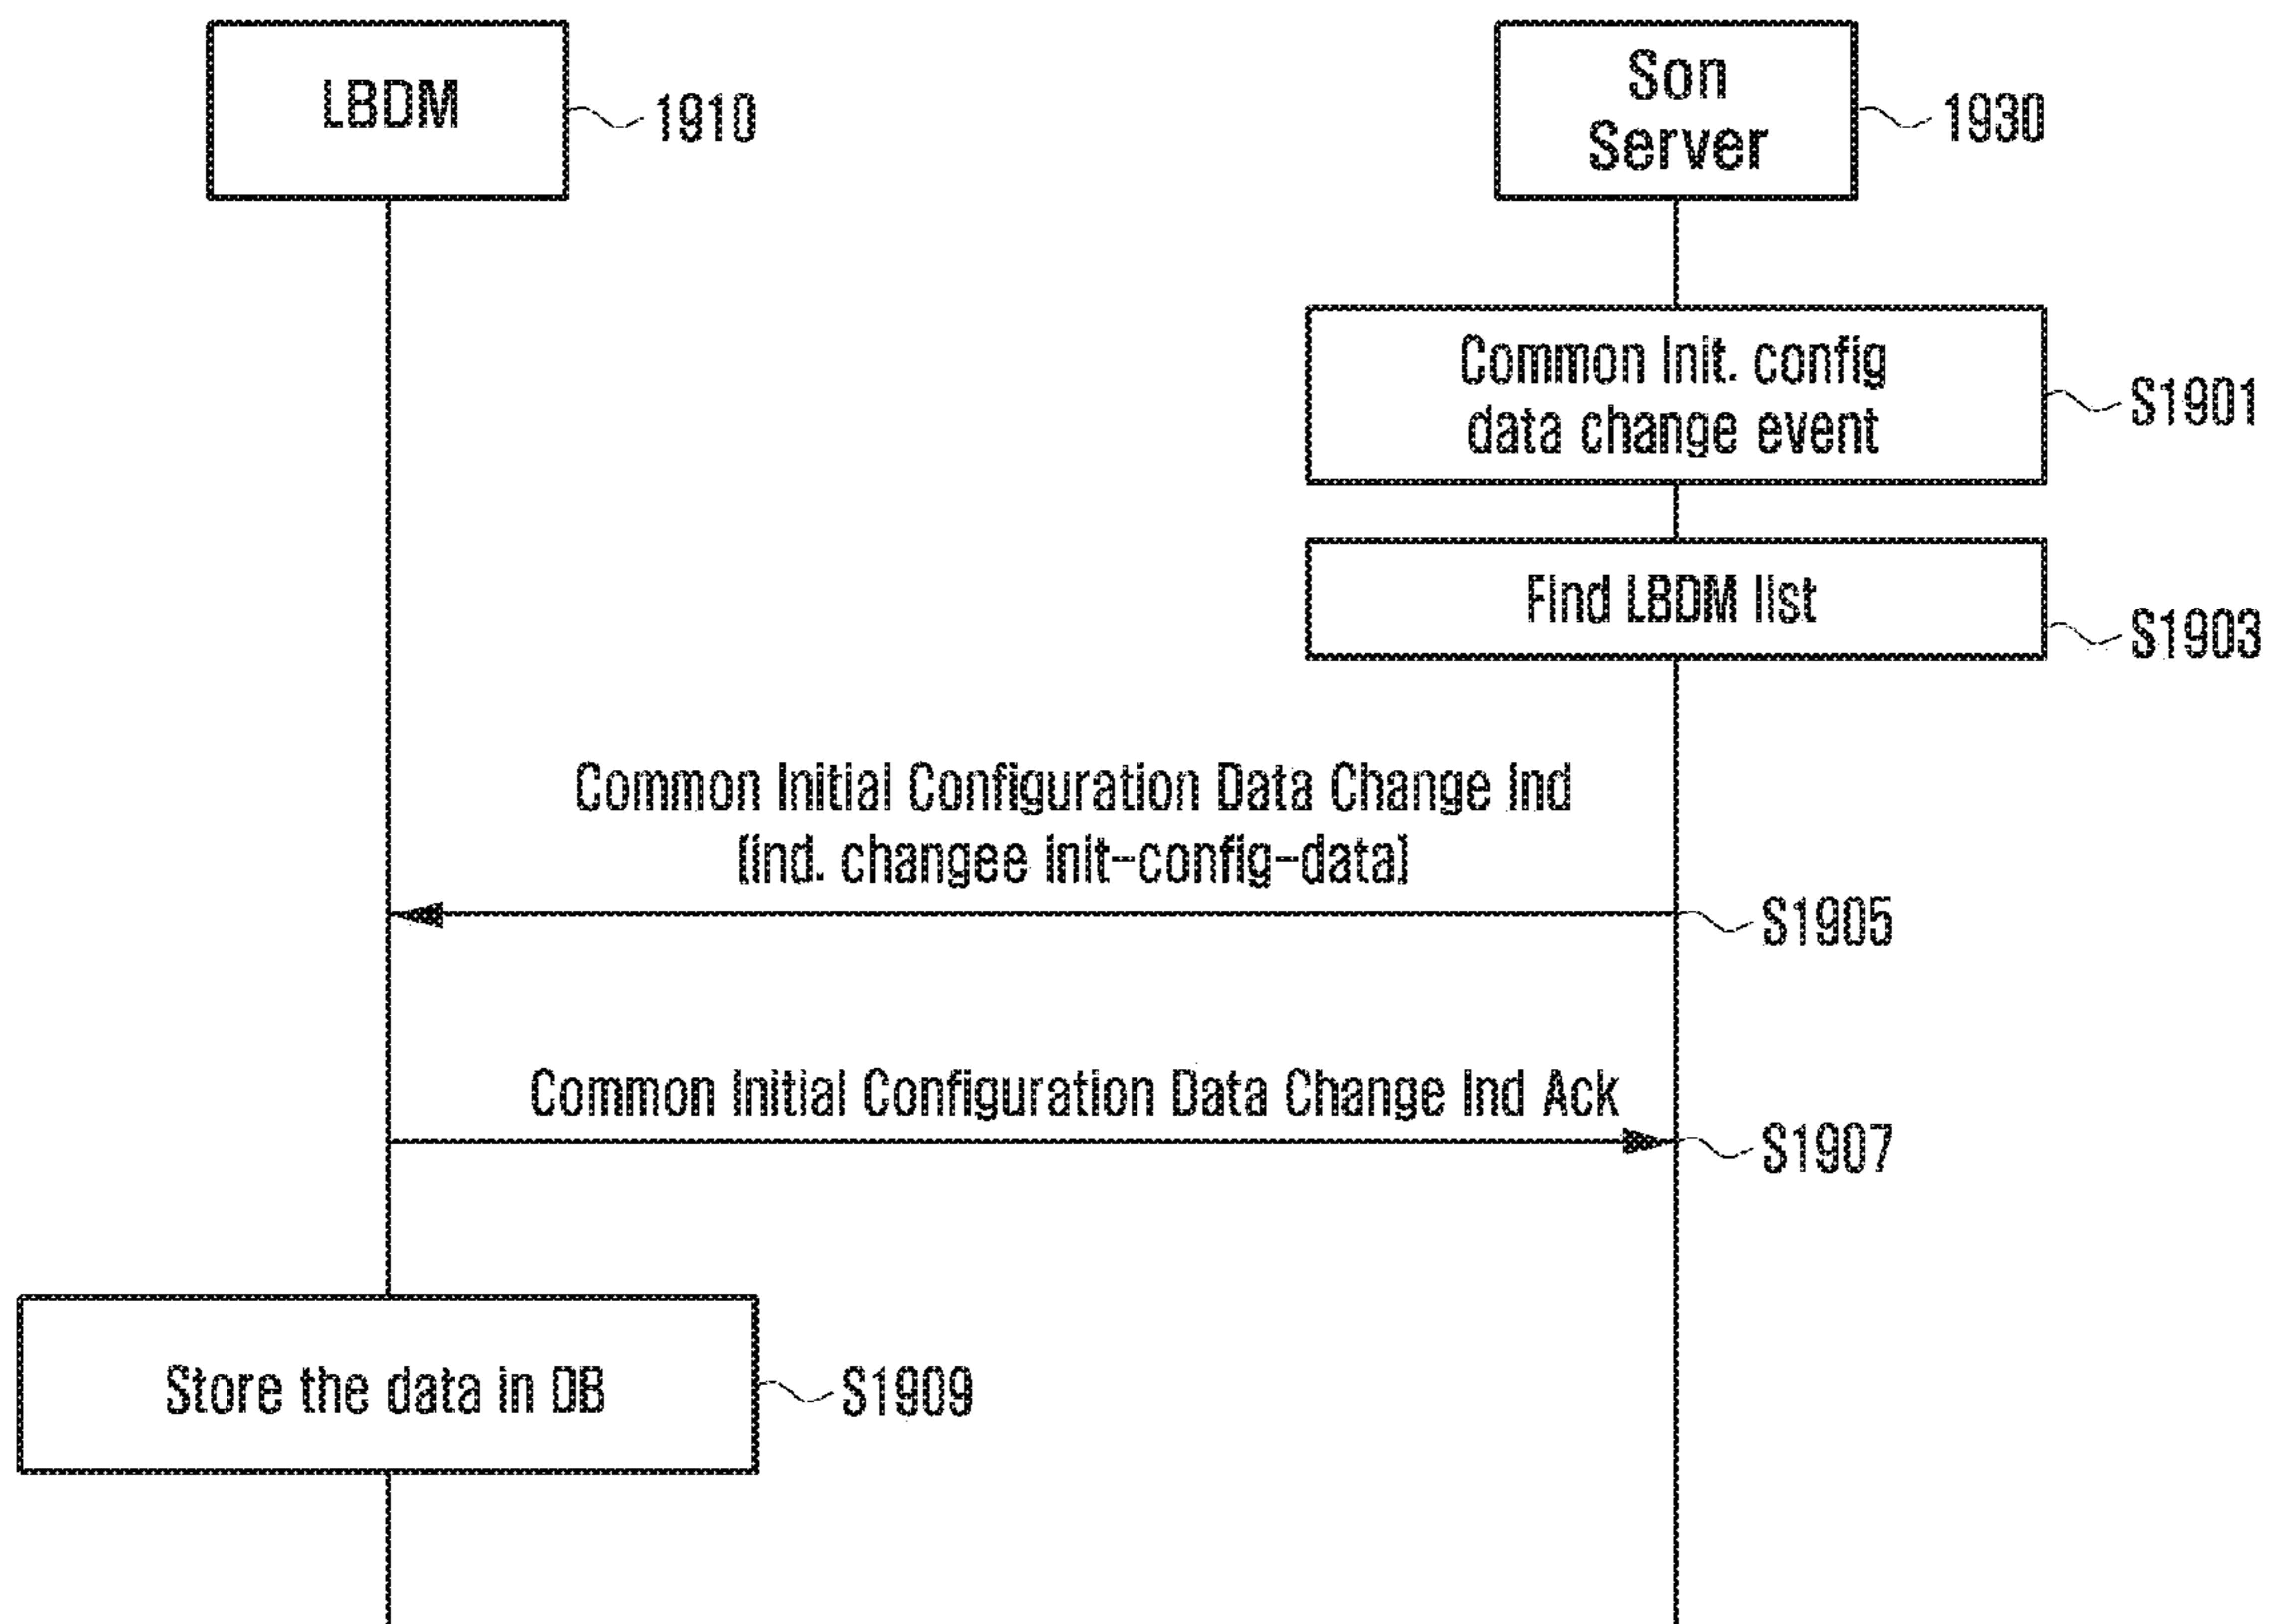 LBDM
1910
Son
Server
1930
Common Init. config
data change event
S1901
Find LBDM list
S1903
Common Initial Configuration Data Change Ind
[ind. changee init-config-data]
S1905
Common Initial Configuration Data Change Ind Ack
S1907
Store the data in DB
S1909